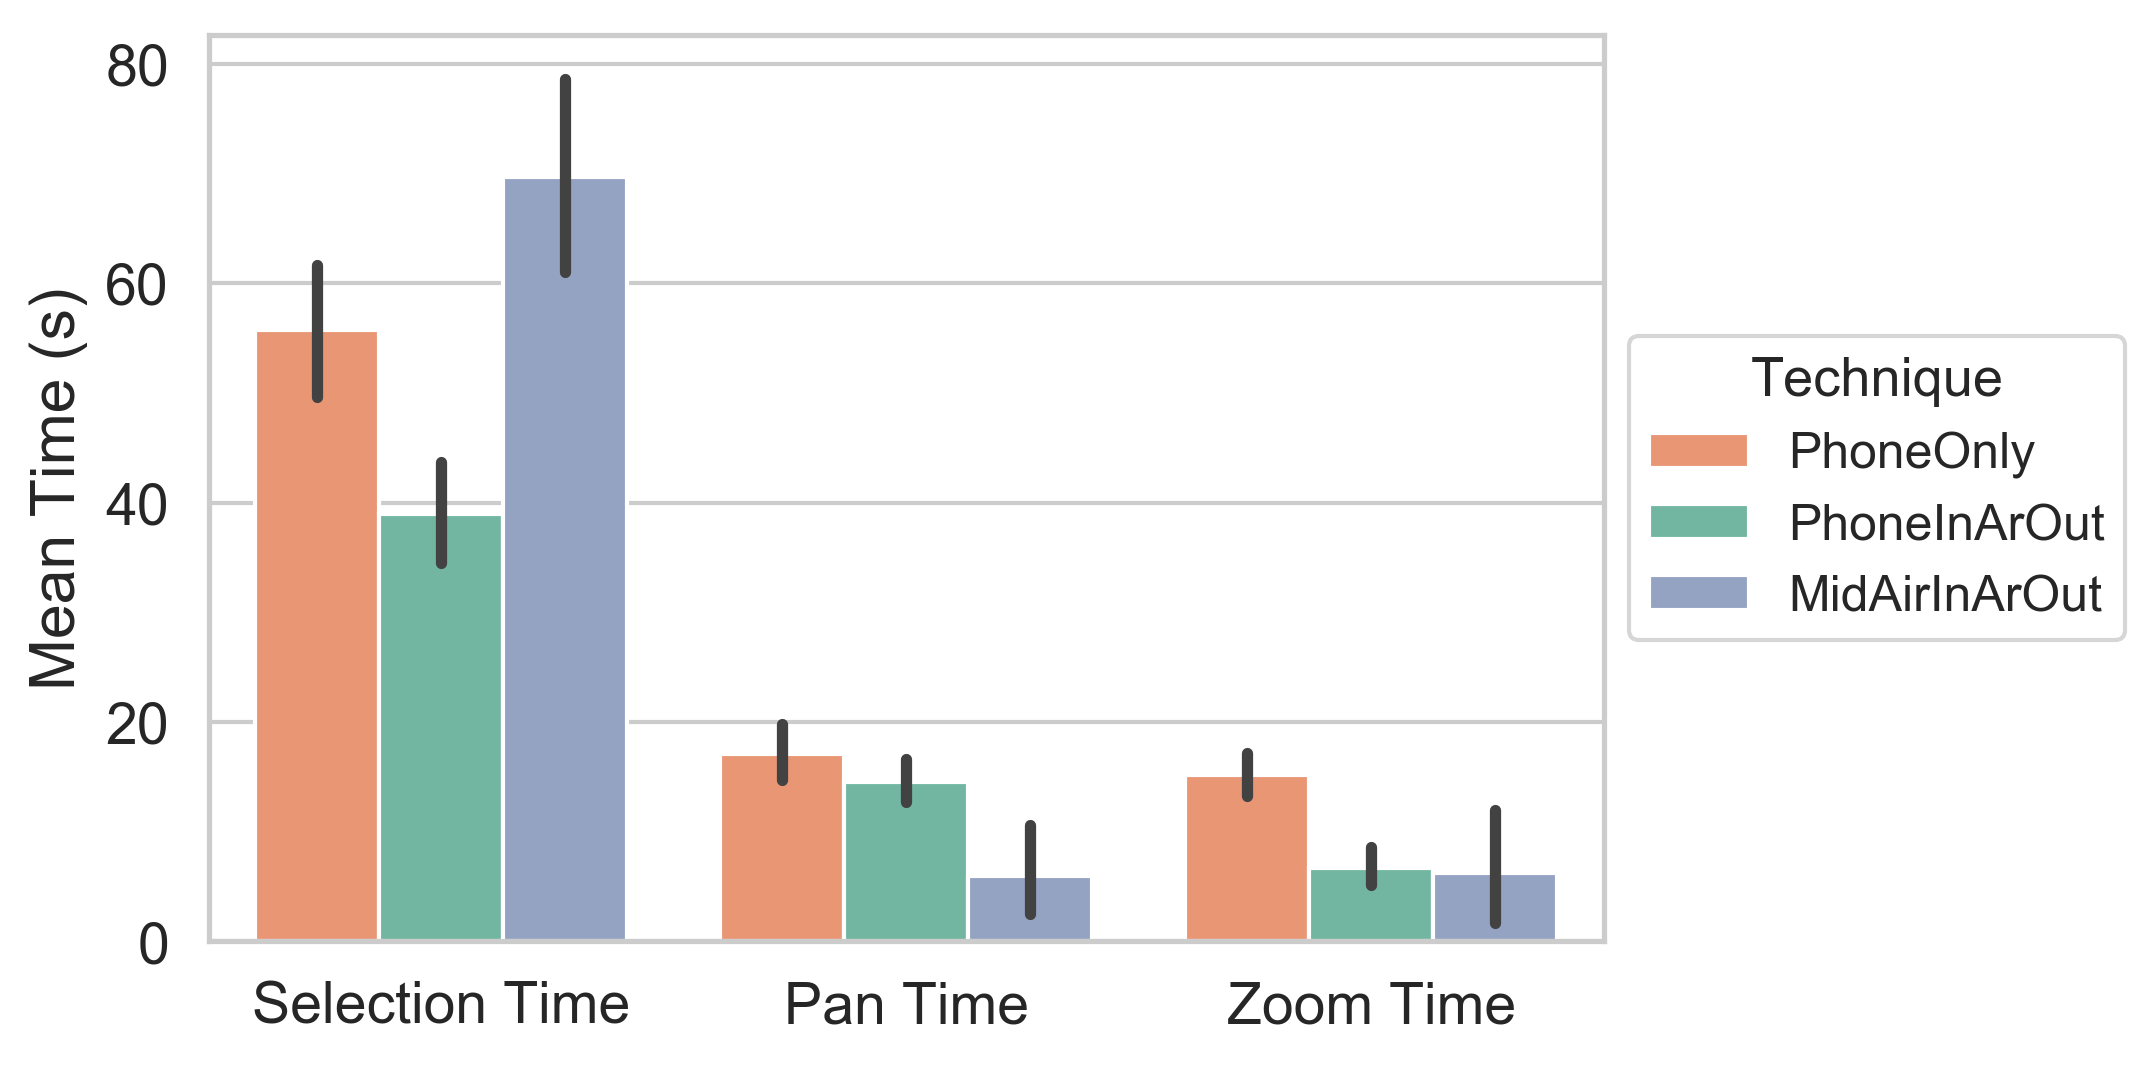 Mean Time (s)
80
60
40
20
0
Selection Time
Pan Time
Zoom Time
Technique
PhoneOnly
PhoneInArOut
MidAirInArOut